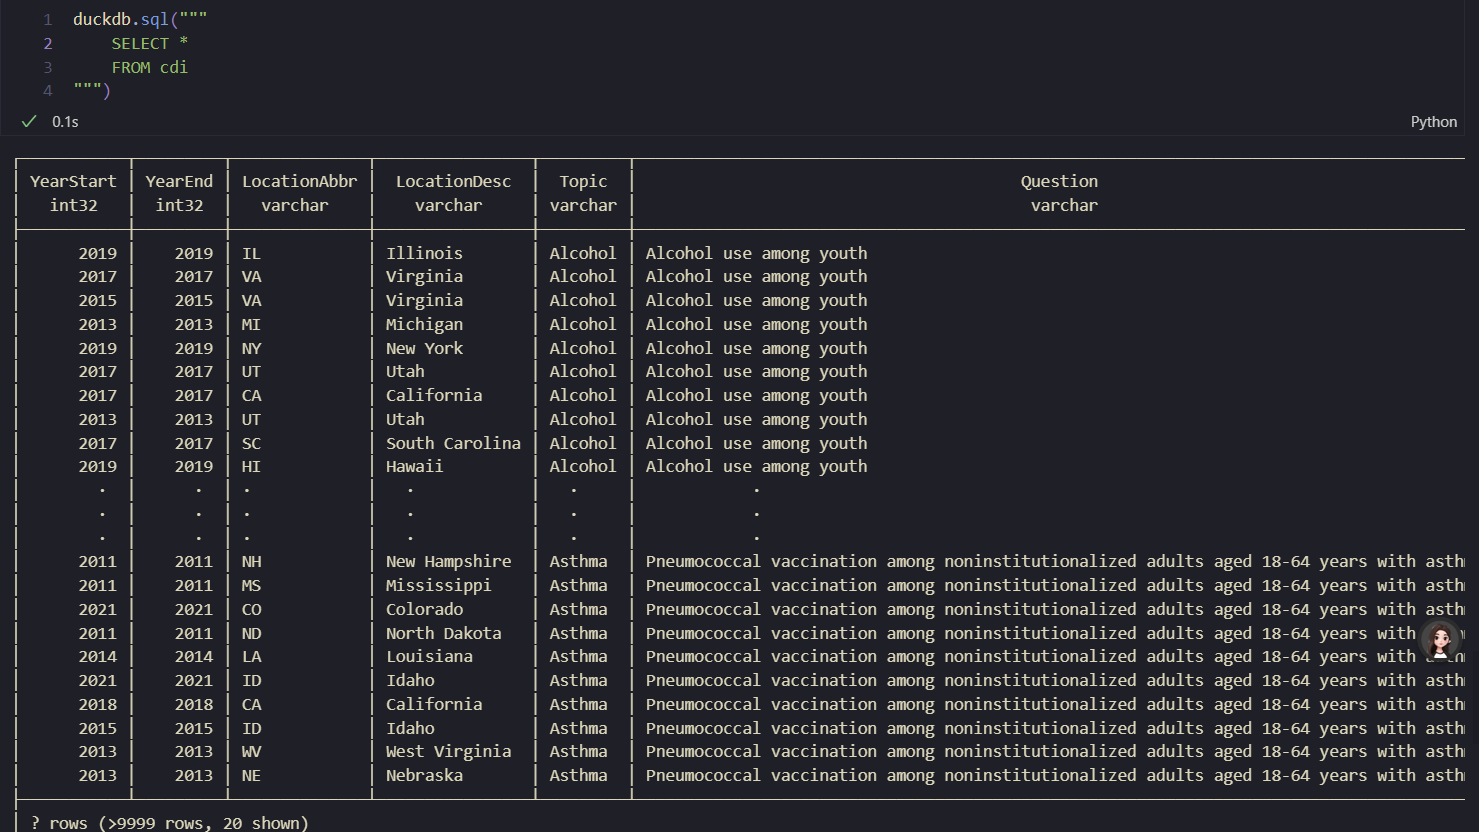 1 duckdb.sql("""
2 SELECT *
3 FROM cdi
4 """)
0.1s
Python
YearStart YearEnd LocationAbbr LocationDesc Topic Question
int32 int32 varchar varchar varchar varchar
2019 2019 IL Illinois Alcohol Alcohol use among youth
2017 2017 VA Virginia Alcohol Alcohol use among youth
2015 2015 VA Virginia Alcohol Alcohol use among youth
2013 2013 MI Michigan Alcohol Alcohol use among youth
2019 2019 NY New York Alcohol Alcohol use among youth
2017 2017 UT Utah Alcohol Alcohol use among youth
2017 2017 CA California Alcohol Alcohol use among youth
2013 2013 UT Utah Alcohol Alcohol use among youth
2017 2017 SC South Carolina Alcohol Alcohol use among youth
2019 2019 HI Hawaii Alcohol Alcohol use among youth
. . . . . .
. . . . . .
. . . . . .
2011 2011 NH New Hampshire Asthma Pneumococcal vaccination among noninstitutionalized adults aged 18-64 years with
2011 2011 MS Mississippi Asthma Pneumococcal vaccination among noninstitutionalized adults aged 18-64 years with
2021 2021 CO Colorado Asthma Pneumococcal vaccination among noninstitutionalized adults aged 18-64 years with
2011 2011 ND North Dakota Asthma Pneumococcal vaccination among noninstitutionalized adults aged 18-64 years with
2014 2014 LA Louisiana Asthma Pneumococcal vaccination among noninstitutionalized adults aged 18-64 years with
2021 2021 ID Idaho Asthma Pneumococcal vaccination among noninstitutionalized adults aged 18-64 years with
2018 2018 CA California Asthma Pneumococcal vaccination among noninstitutionalized adults aged 18-64 years with
2015 2015 ID Idaho Asthma Pneumococcal vaccination among noninstitutionalized adults aged 18-64 years with
2013 2013 WV West Virginia Asthma Pneumococcal vaccination among noninstitutionalized adults aged 18-64 years with
2013 2013 NE Nebraska Asthma Pneumococcal vaccination among noninstitutionalized adults aged 18-64 years with
? rows (>9999 rows, 20 shown)